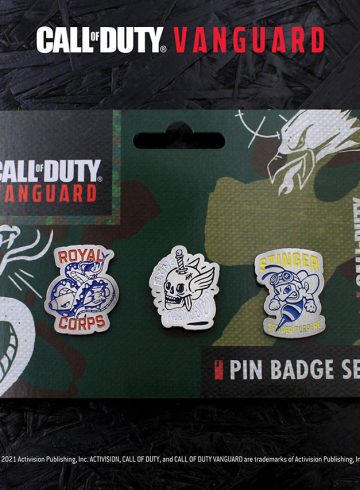 CALL OF DUTY® VANGUARD
CALL OF DUTY®
VANGUARD
ROYAL
CORPS
STINGER
PIN BADGE SE
2021 Activision Publishing, Inc. ACTIVISION, CALL OF DUTY, and CALL OF DUTY VANGUARD are trademarks of Activision Publishing, Inc.